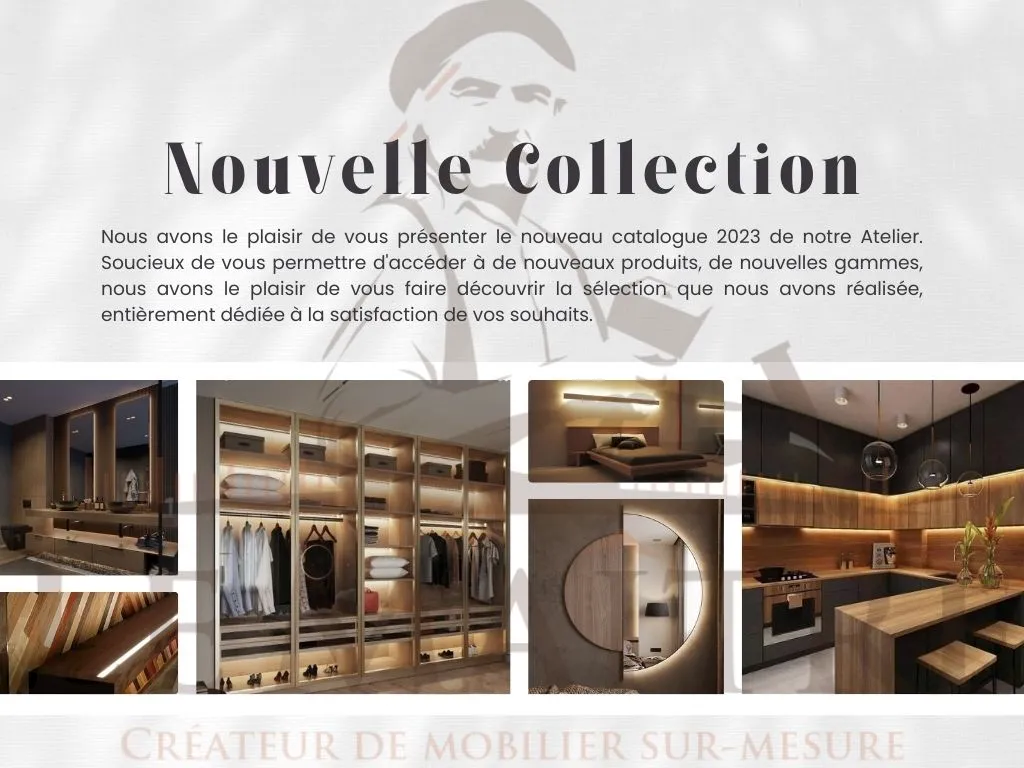 Nouvelle Collection
Nous avons le plaisir de vous présenter le nouveau catalogue 2023 de notre Atelier.
Soucieux de vous permettre d'accéder à de nouveaux produits, de nouvelles gammes,
nous avons le plaisir de vous faire découvrir la sélection que nous avons réalisée,
entièrement dédiée à la satisfaction de vos souhaits.
CRÉATEUR DE MOBILIER SUR-MESURE